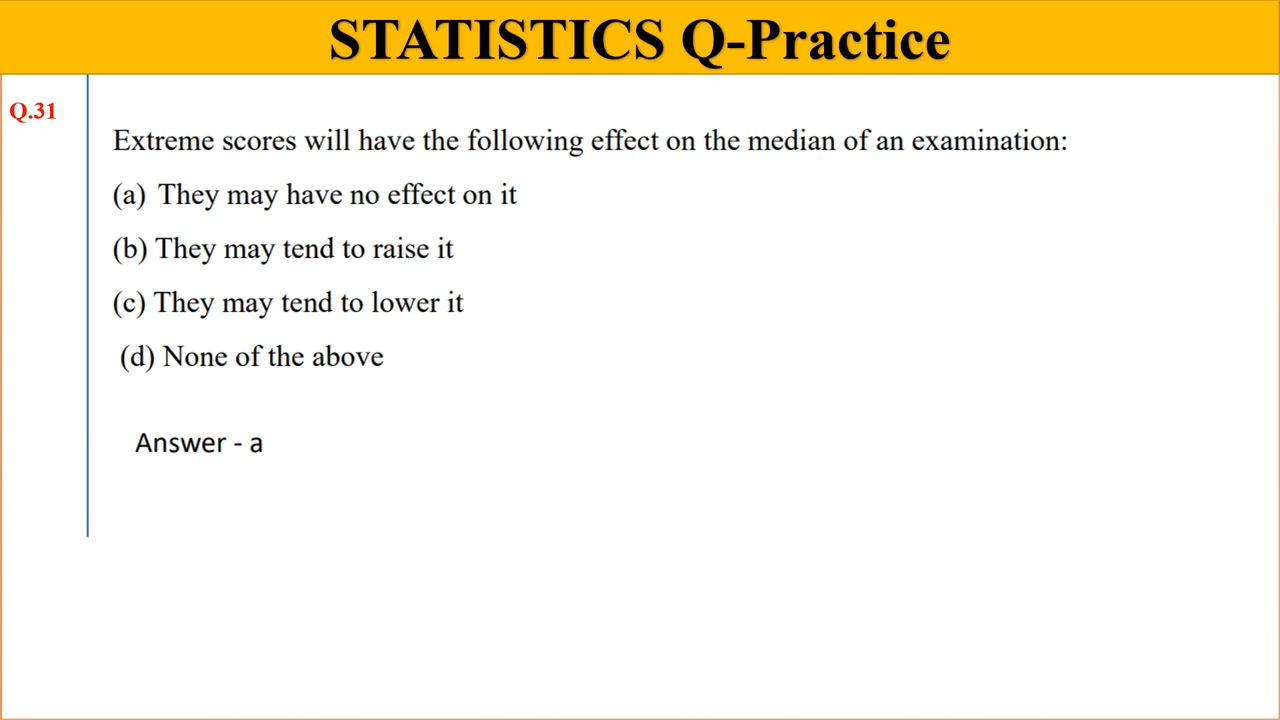 STATISTICS Q-Practice
Q.31
Extreme scores will have the following effect on the median of an examination:
(a) They may have no effect on it
(b) They may tend to raise it
(c) They may tend to lower it
(d) None of the above
Answer - a